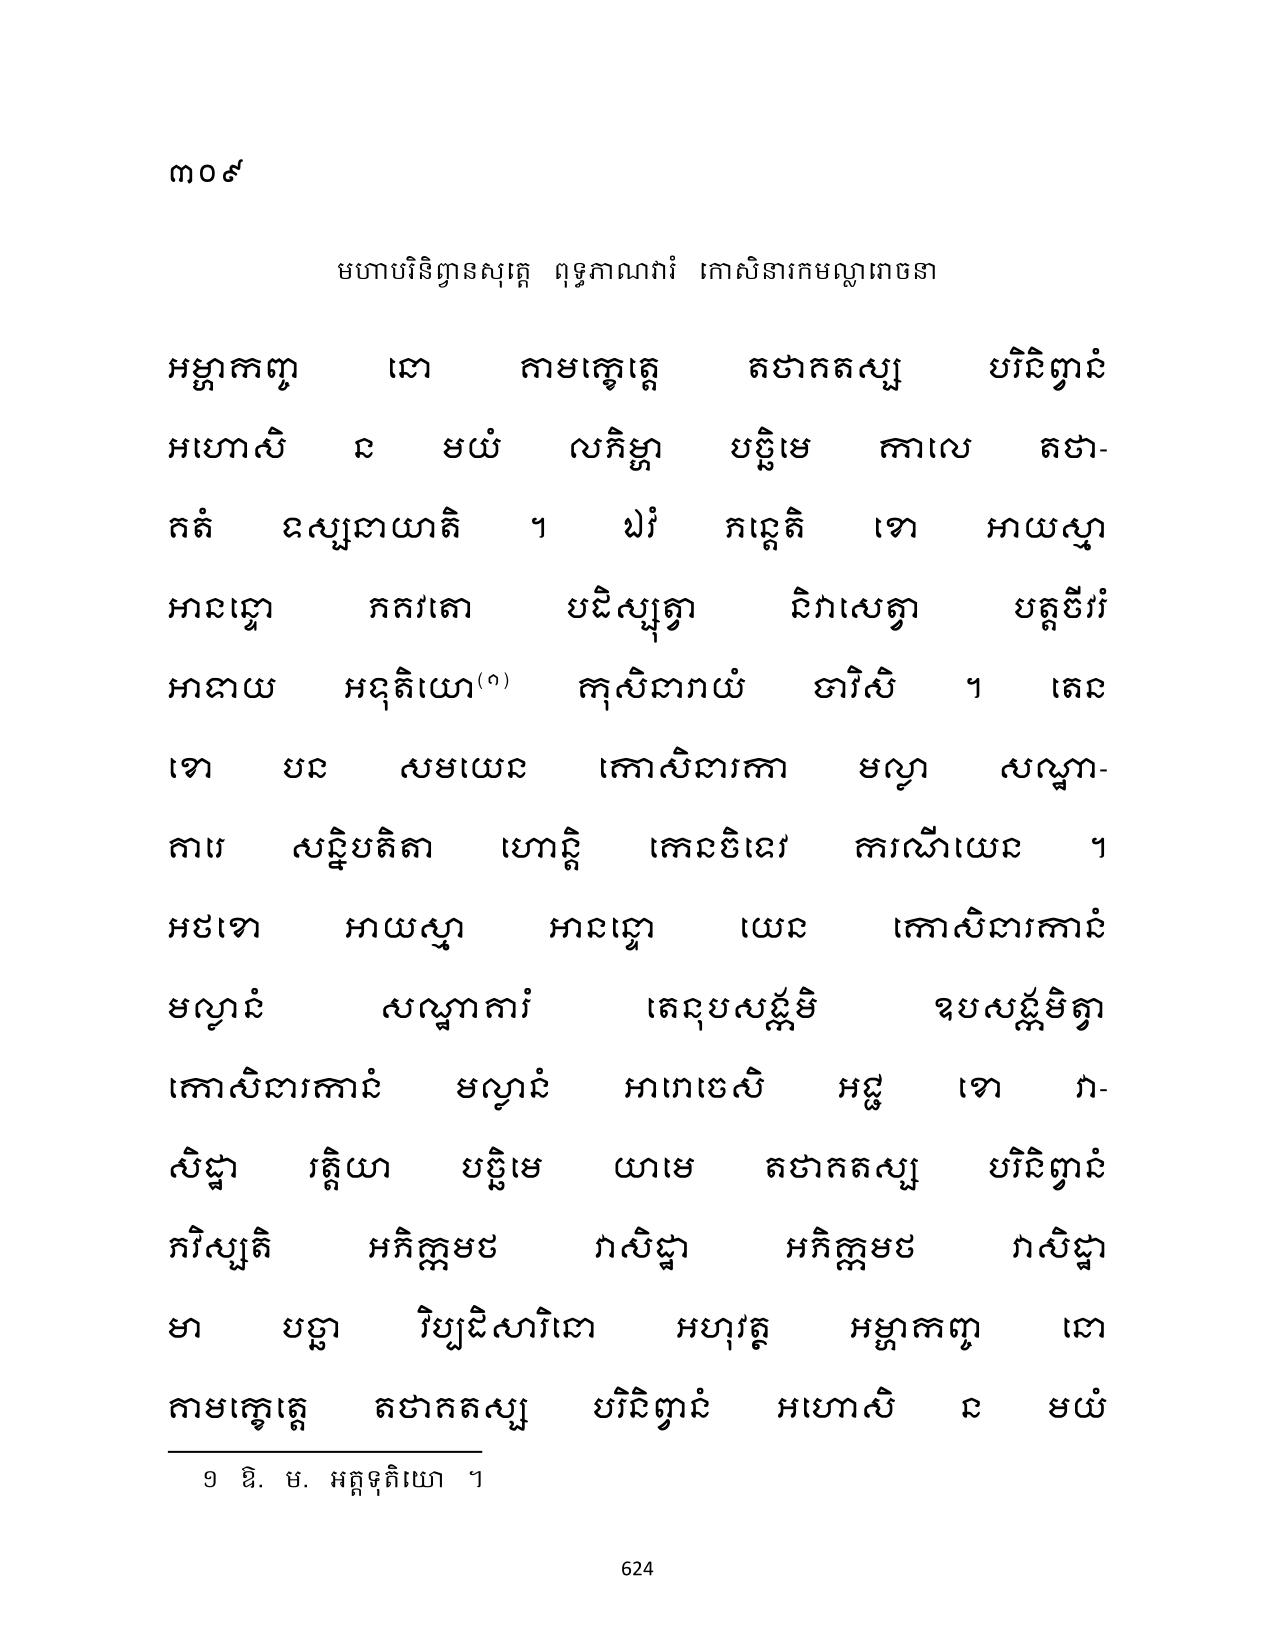 ៣០៩
មហាបរិនិព្វានសុត្តេ ពុទ្ធភាណវារំ កោសិនារកមល្លារោចនា
អម្ហាកញ្ច នោ គាមក្ខេត្តេ តថាគតស្ស បរិនិព្វានំ
អហោសិ ន មយំ លភិម្ហា បច្ឆិមេ កាលេ តថា-
គតំ ទស្សនាយាតិ ។ ឯវំ ភន្តេតិ ខោ អាយស្មា
អានន្ទោ ភគវតោ បដិស្សុត្វា និវាសេត្វា បត្តចីវរំ
អាទាយ អទុតិយោ(១) កុសិនារាយំ បាវិសិ ។ តេន
ខោ បន សមយេន កោសិនារកា មល្លា សណ្ឋា-
គារេ សន្និបតិតា ហោន្តិ កេនចិទេវ ករណីយេន ។
អថខោ អាយស្មា អានន្ទោ យេន កោសិនារកានំ
មល្លានំ សណ្ឋាគារំ តេនុបសង្កមិ ឧបសង្កមិត្វា
កោសិនារកានំ មល្លានំ អារោចេសិ អជ្ជ ខោ វា-
សិដ្ឋា រត្តិយា បច្ឆិមេ យាមេ តថាគតស្ស បរិនិព្វានំ
ភវិស្សតិ អភិក្កមថ វាសិដ្ឋា អភិក្កមថ វាសិដ្ឋា
មា បច្ឆា វិប្បដិសារិនោ អហុវត្ថ អម្ហាកញ្ច នោ
គាមក្ខេត្តេ តថាគតស្ស បរិនិព្វានំ អហោសិ ន មយំ
១ ឱ. ម. អត្តទុតិយោ ។
624